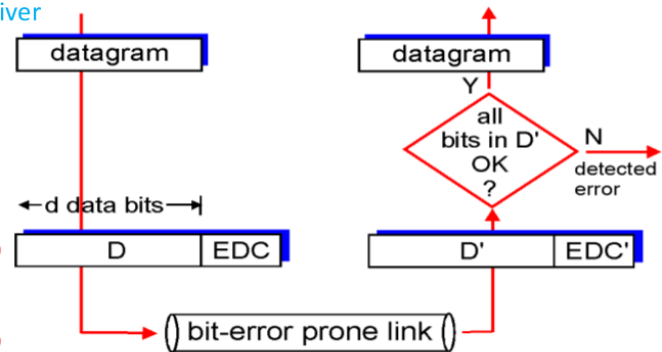 iver
datagram
datagram
Y
all
bits in D'
OK
?
N
detected
error
d data bits
D
EDC
D'
EDC'
bit-error prone link